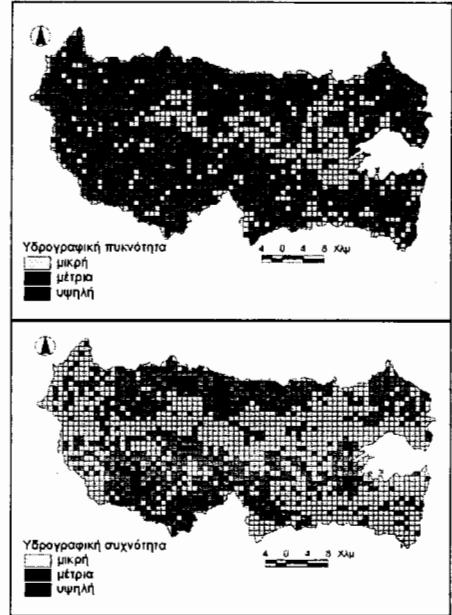 Υδρογραφική πυκνότητα
μικρή
μέτρια
υψηλή
4 0 4 8 Χλμ
Υδρογραφική συχνότητα
μικρή
μέτρια
υψηλή
4 0 4 8 Χλμ